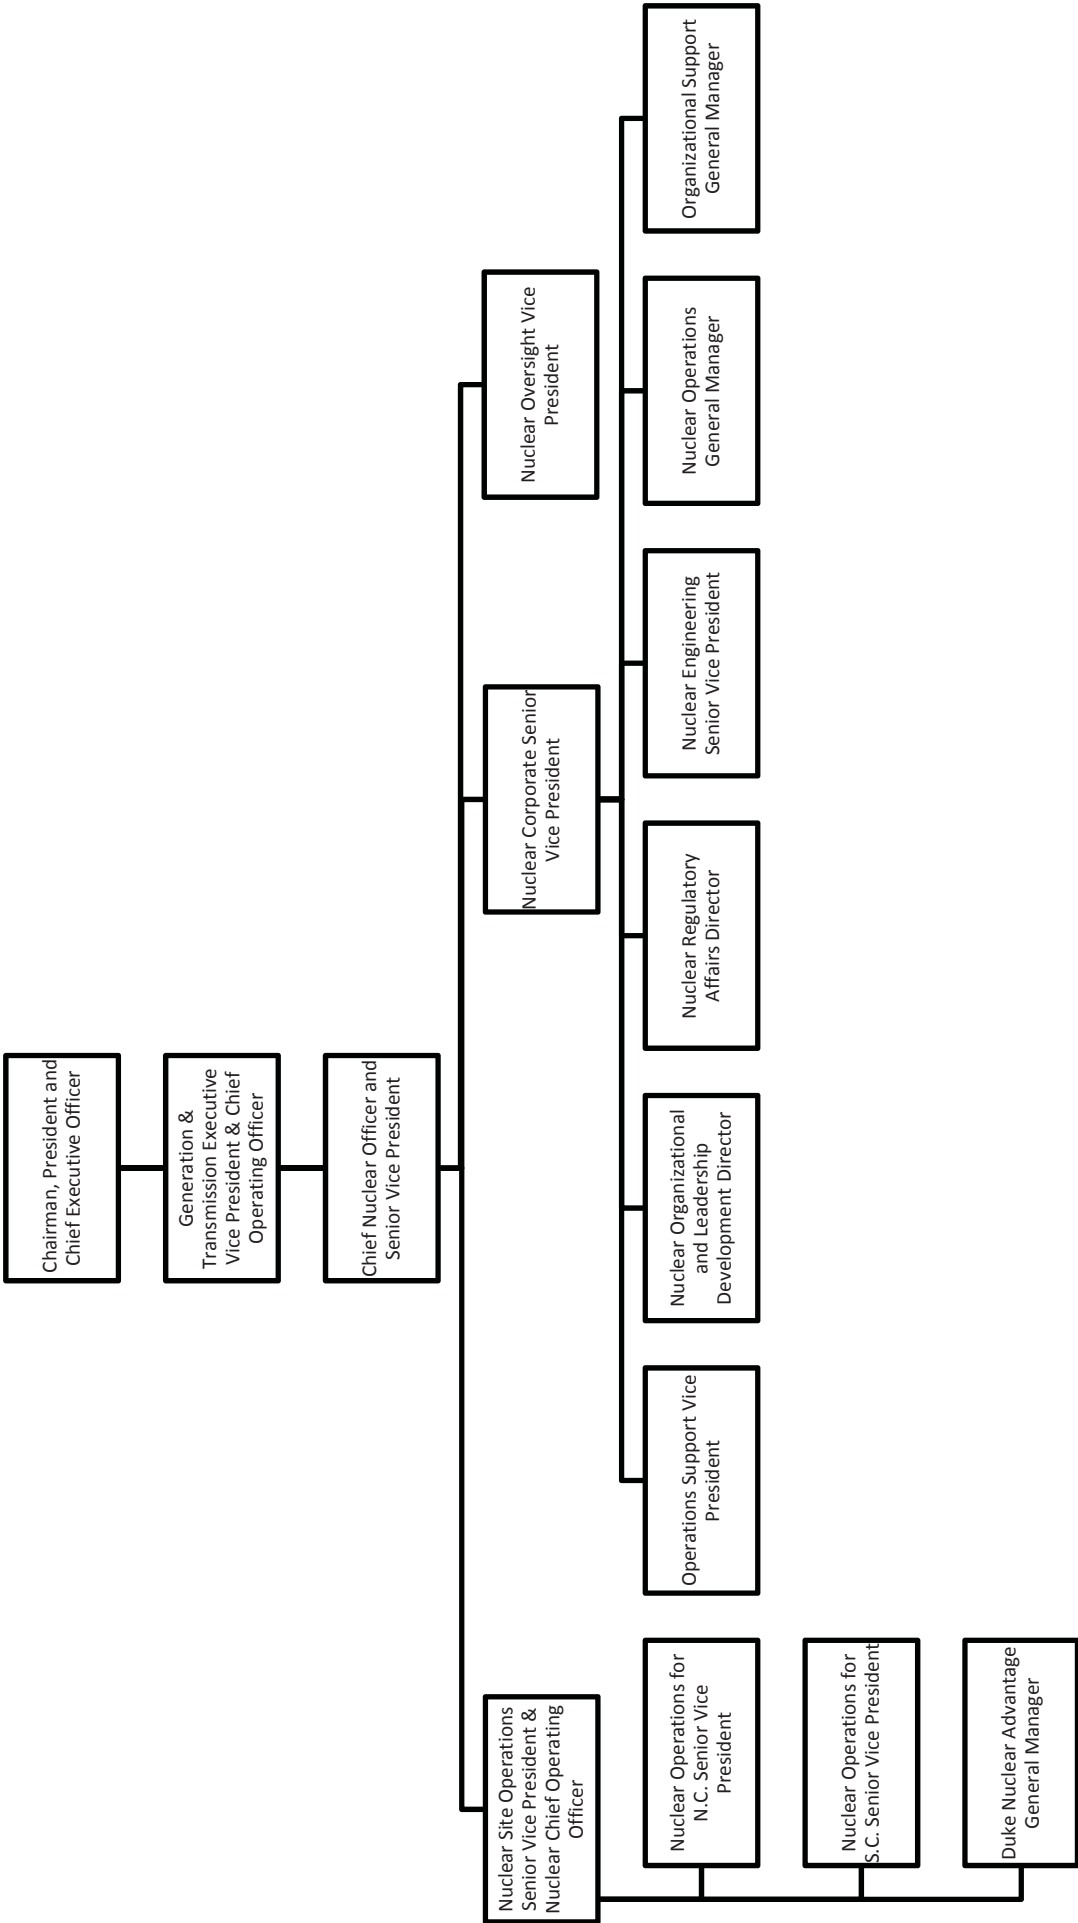 Chairman, President and
Chief Executive Officer
Generation &
Transmission Executive
Vice President & Chief
Operating Officer
Chief Nuclear Officer and
Senior Vice President
Nuclear Site Operations
Senior Vice President &
Nuclear Chief Operating
Officer
Nuclear Corporate Senior
Vice President
Nuclear Oversight Vice
President
Nuclear Operations for
N.C. Senior Vice
President
Nuclear Operations for
S.C. Senior Vice President
Duke Nuclear Advantage
General Manager
Operations Support Vice
President
Nuclear Organizational
and Leadership
Development Director
Nuclear Regulatory
Affairs Director
Nuclear Engineering
Senior Vice President
Nuclear Operations
General Manager
Organizational Support
General Manager